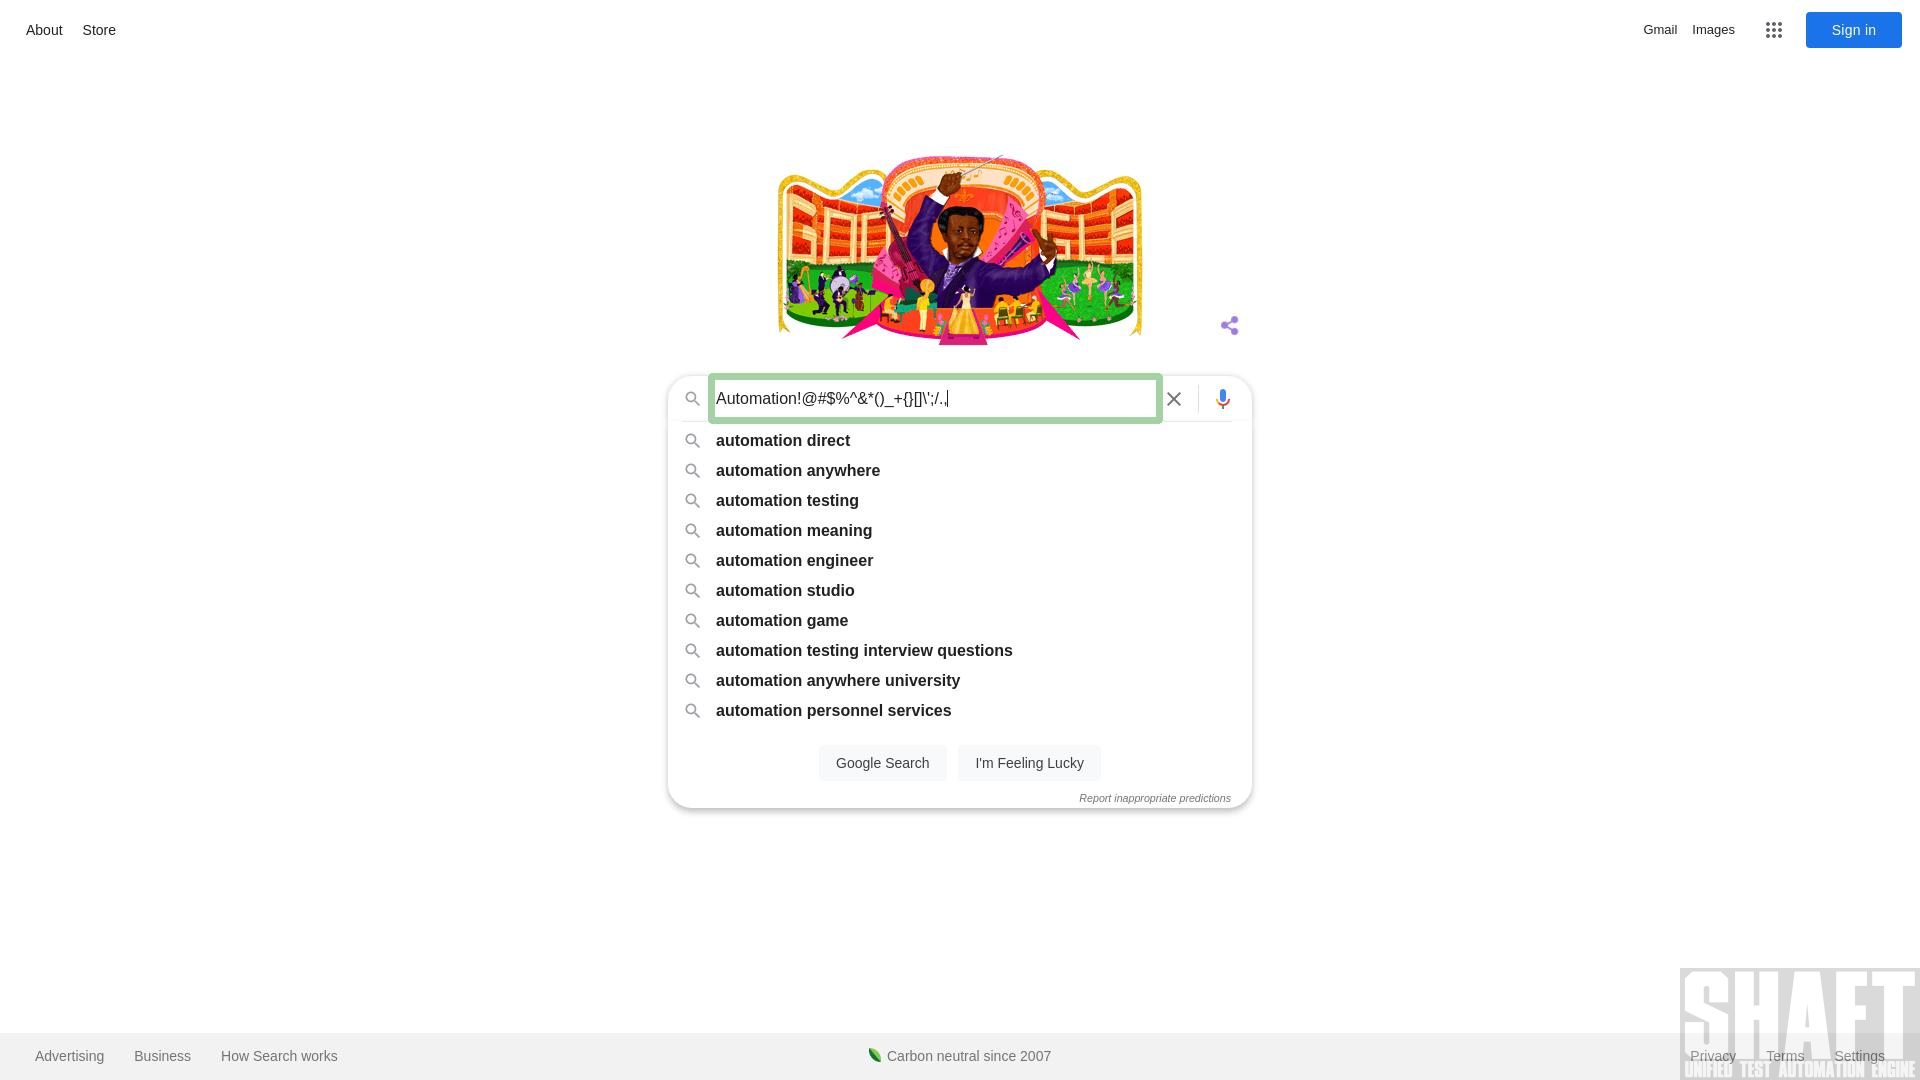 About Store
Gmail Images Sign in
Automation!@#$%^&*()_+{}[]\';/.,
automation direct
automation anywhere
automation testing
automation meaning
automation engineer
automation studio
automation game
automation testing interview questions
automation anywhere university
automation personnel services
Google Search I'm Feeling Lucky
Report inappropriate predictions
SHAFT
Advertising Business How Search works Carbon neutral since 2007 Privacy Terms Settings
UNIFIED TEST AUTOMATION ENGINE